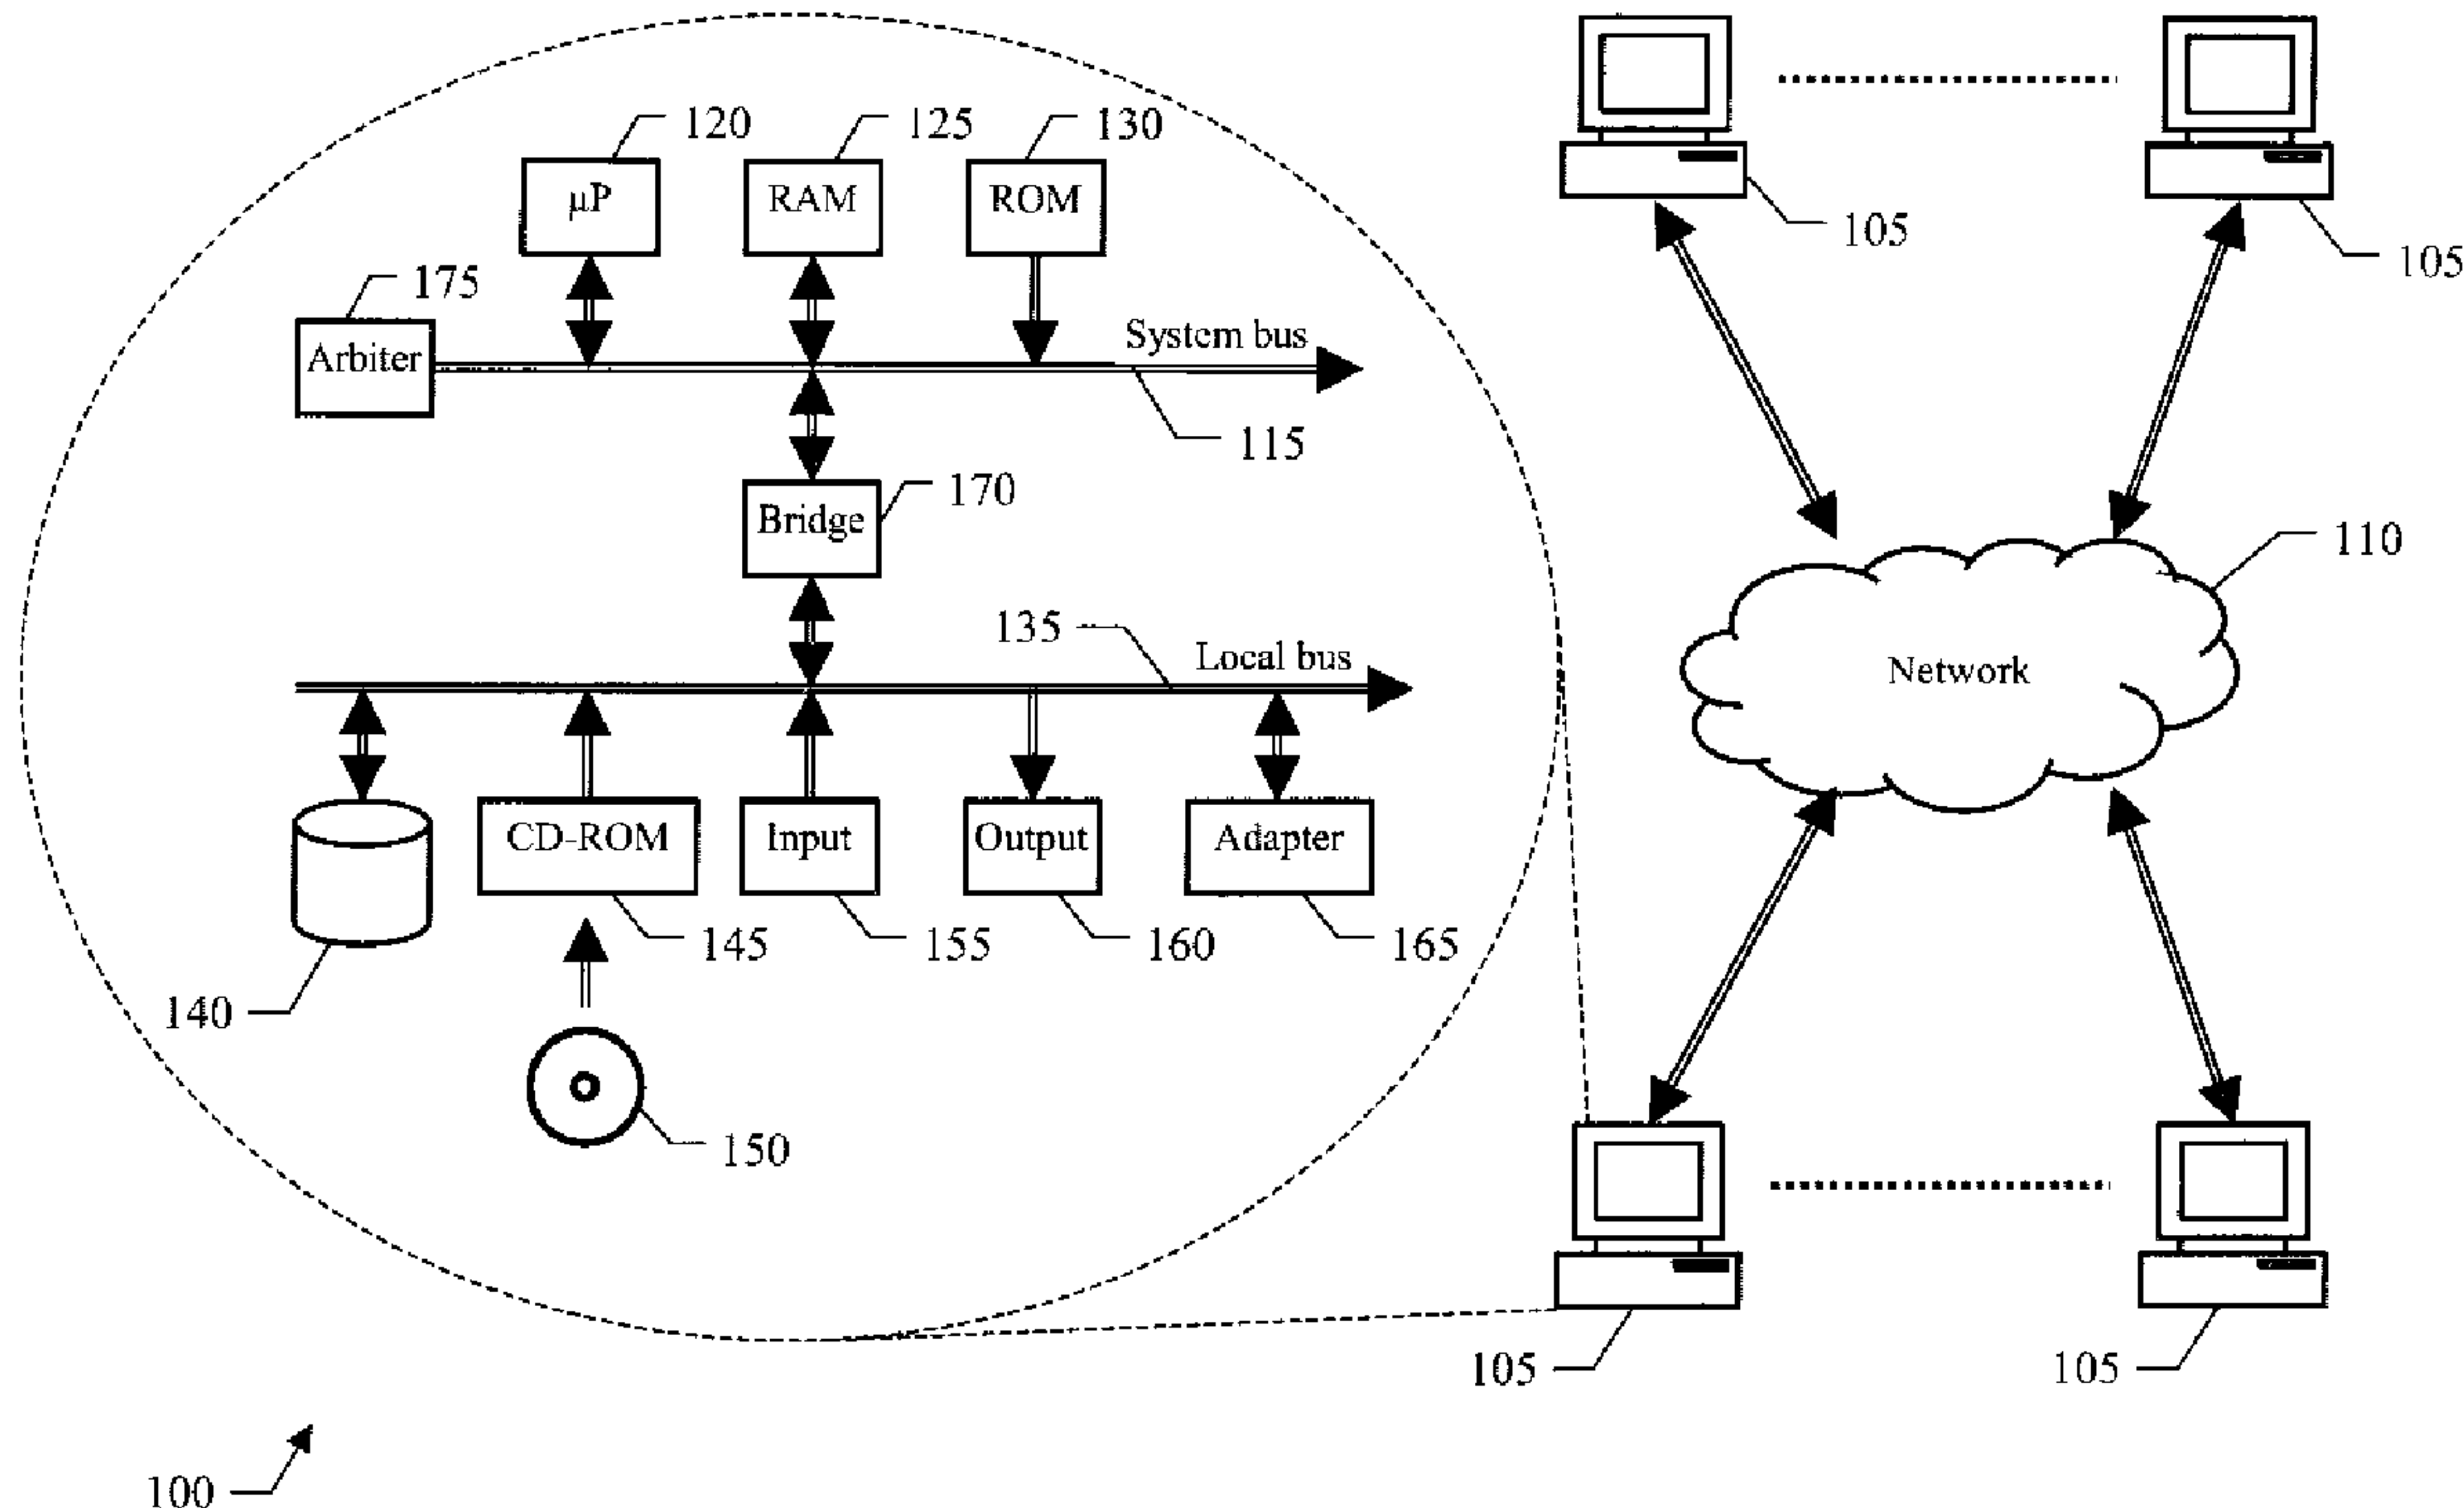 120
125
130
µP
RAM
ROM
175
Arbiter
System bus
115
170
Bridge
135
Local bus
CD-ROM
Input
Output
Adapter
140
145
155
160
165
150
100
105
105
110
Network
105
105